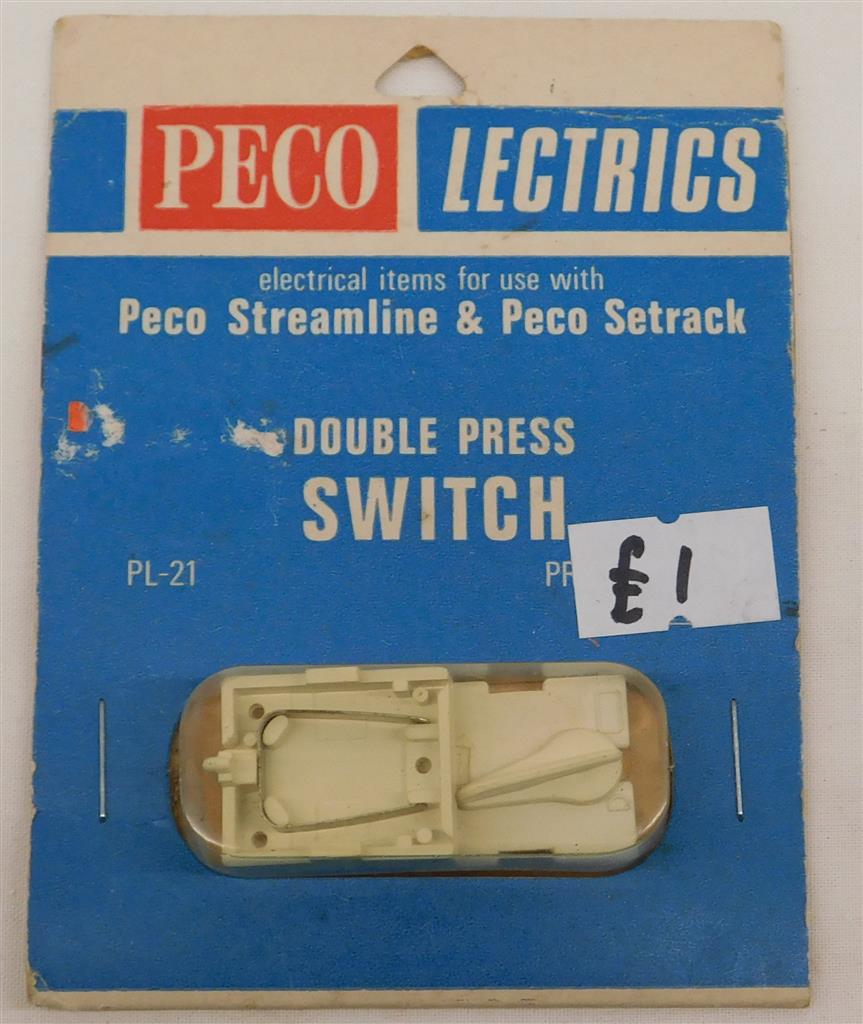 PECO LECTRICS
electrical items for use with
Peco Streamline & Peco Setrack
DOUBLE PRESS
SWITCH
PL-21
£1